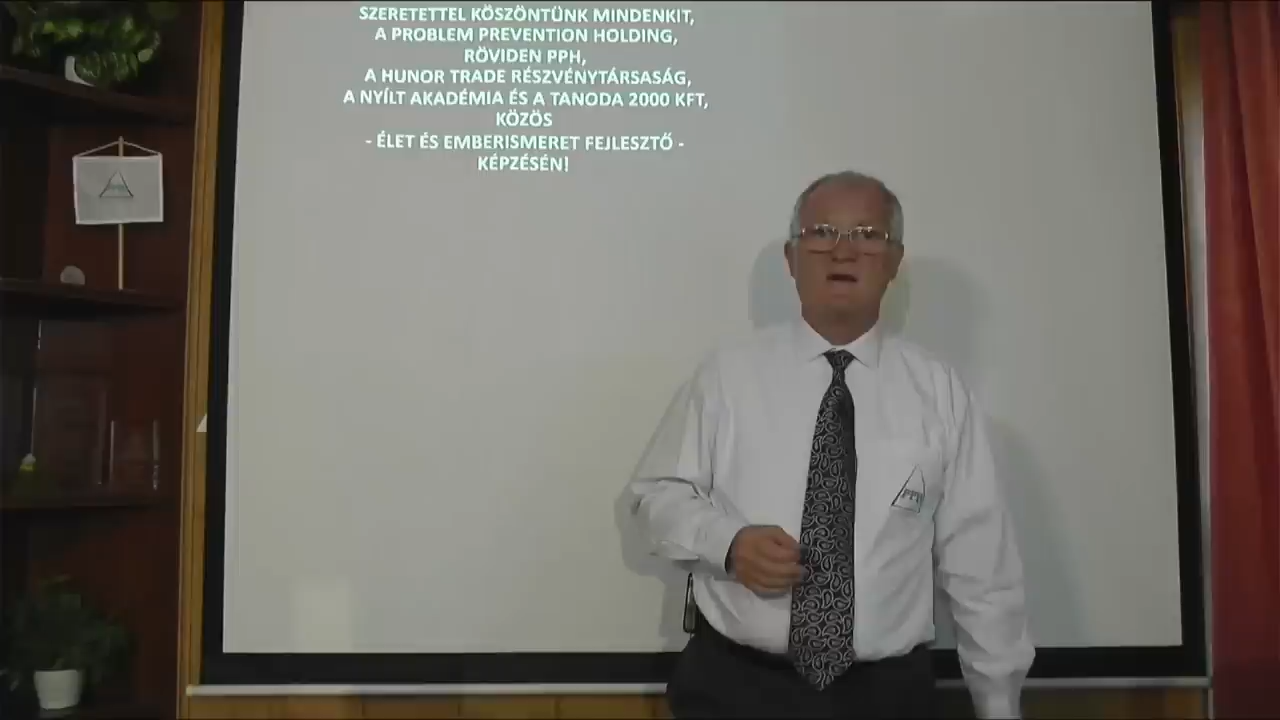 SZERETETTEL KÖSZÖNTÜNK MINDENKIT,
A PROBLEM PREVENTION HOLDING,
RÖVIDEN PPH,
A HUNOR TRADE RÉSZVÉNYTÁRSASÁG,
A NYÍLT AKADÉMIA ÉS A TANODA 2000 KFT,
KÖZÖS
- ÉLET ÉS EMBERISMERET FEJLESZTŐ -
KÉPZÉSÉN!
PPH